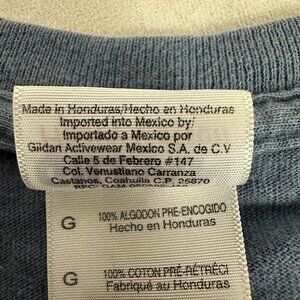 Made in Honduras/Hecho en Honduras
Imported into Mexico by/
Importado a Mexico por
Gildan Activewear Mexico S.A. de C.V
Calle 5 de Febrero #147
Col. Venustiano Carranza
Castanos, Coahuila C.P. 25870
G 100% ALGODON PRE-ENCOGIDO
Hecho en Honduras
G 100% COTON PRÉ-RÉTRÉCI
Fabriqué au Honduras